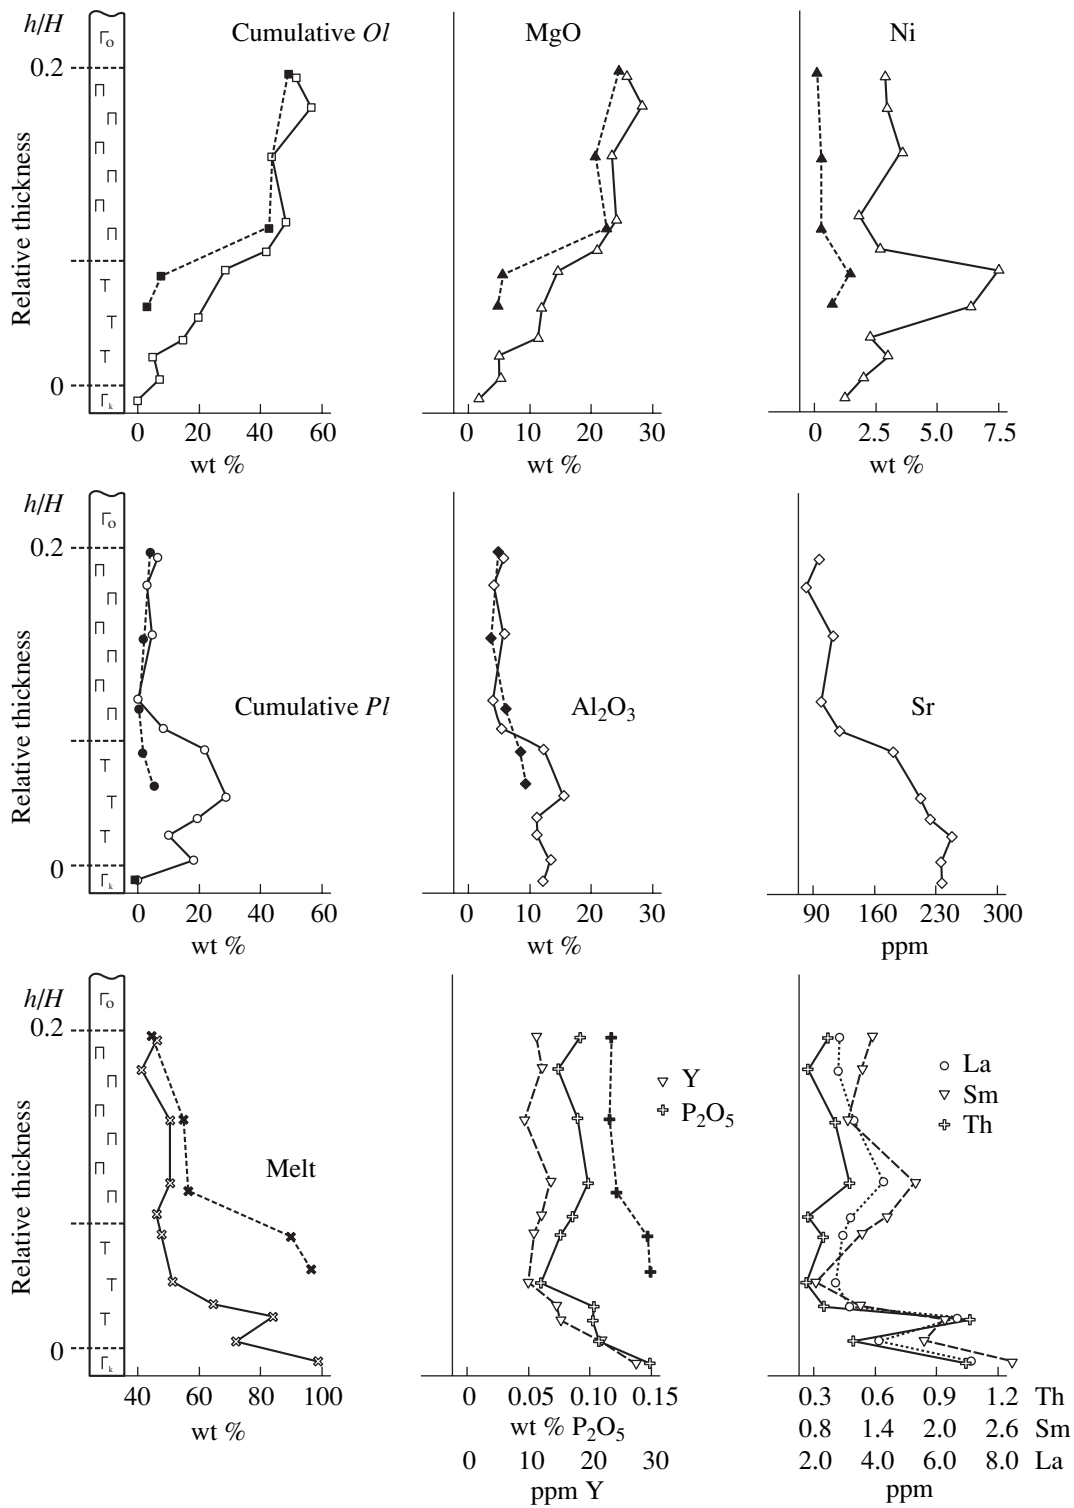 h/H
Cumulative Ol
MgO
Ni
Γo
0.2
П
П
П
П
П
П
Relative thickness
Т
Т
Т
0
Γk
0 20 40 60
wt %
0 10 20 30
0 2.5 5.0 7.5
wt %
h/H
Γo
0.2
П
П
П
П
П
П
Relative thickness
Cumulative Pl
Al2O3
Sr
Т
Т
Т
0
Γk
0 20 40 60
wt %
0 10 20 30
wt %
90 160 230 300
ppm
h/H
Γo
0.2
П
П
П
П
П
П
Relative thickness
Melt
Y
P2O5
La
Sm
Th
Т
Т
Т
0
Γk
40 60 80 100
wt %
0 0.05 0.10 0.15
wt % P2O5
0 10 20 30
ppm Y
0.3 0.6 0.9 1.2 Th
0.8 1.4 2.0 2.6 Sm
2.0 4.0 6.0 8.0 La
ppm